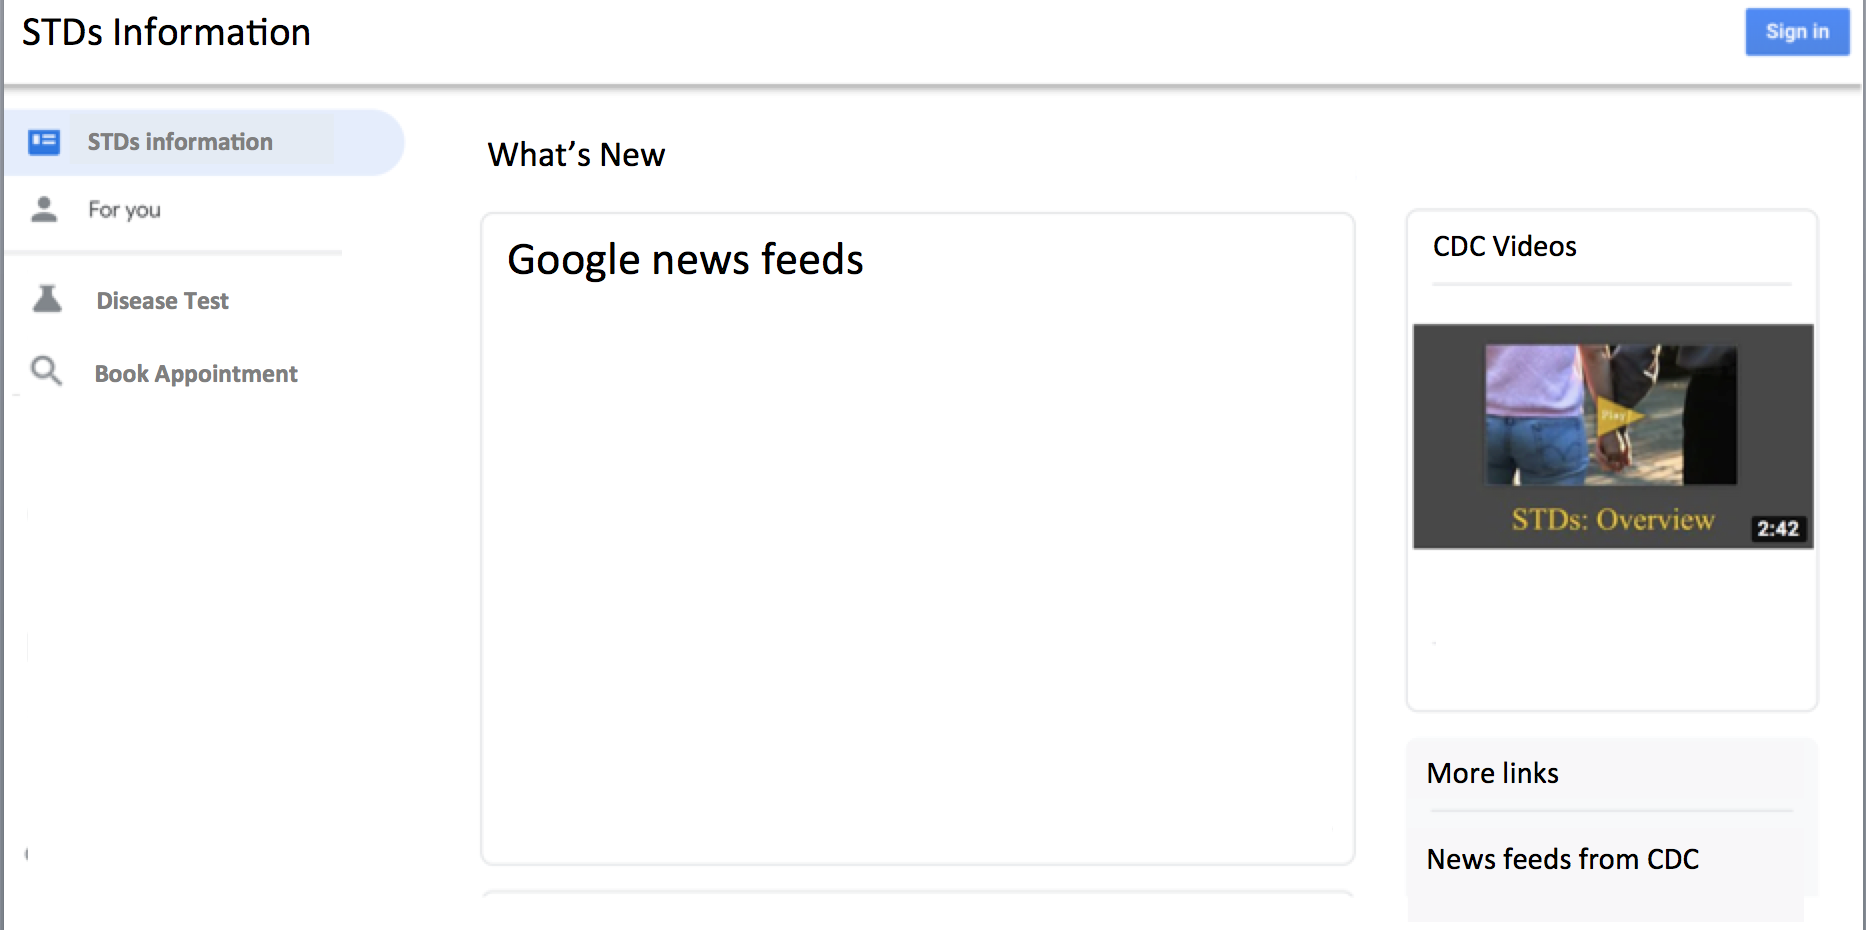 STDs Information
Sign in
STDs information
For you
Disease Test
Book Appointment
What’s New
Google news feeds
CDC Videos
Play
STDs: Overview
2:42
More links
News feeds from CDC